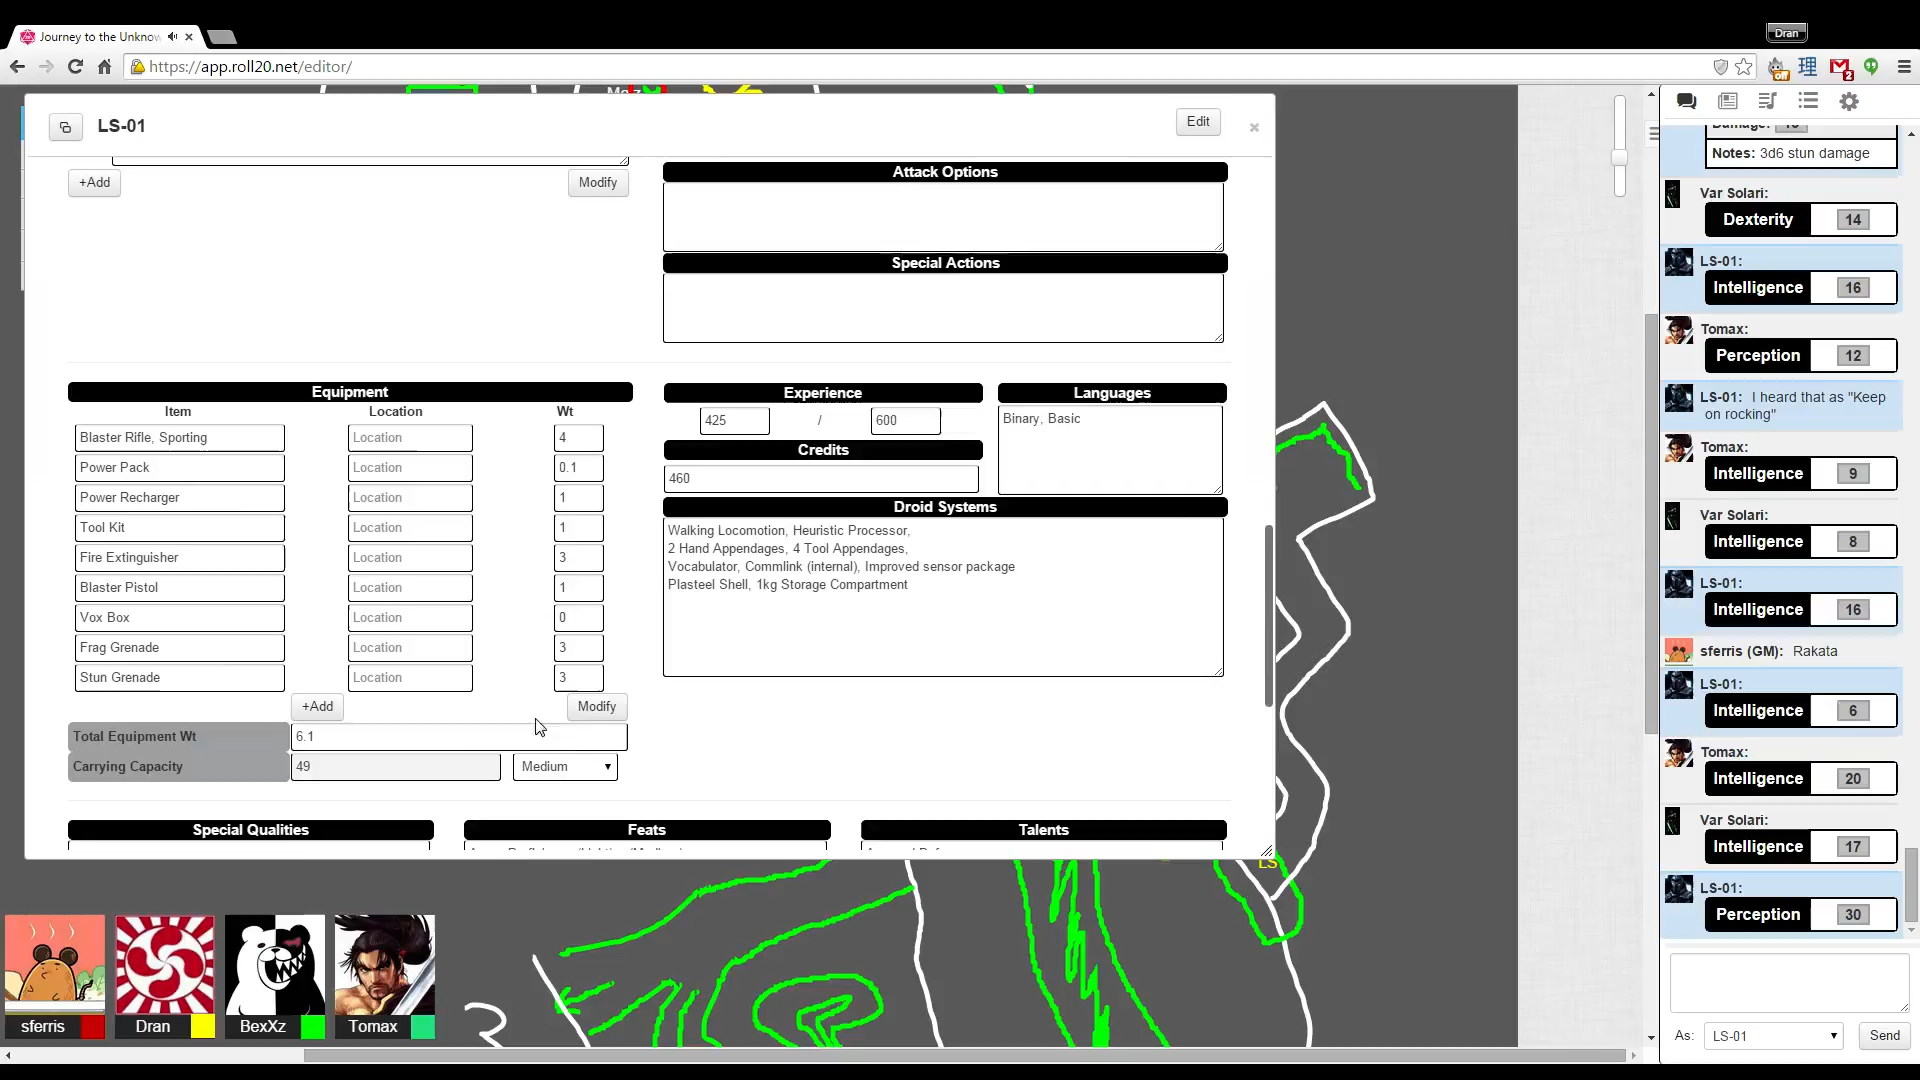 Dran
Journey to the Unknow
https://app.roll20.net/editor/
off
理
2
LS-01
Edit
+Add
Modify
Attack Options
Special Actions
Equipment
Item Location Wt
Blaster Rifle, Sporting Location 4
Power Pack Location 0.1
Power Recharger Location 1
Tool Kit Location 1
Fire Extinguisher Location 3
Blaster Pistol Location 1
Vox Box Location 0
Frag Grenade Location 3
Stun Grenade Location 3
+Add Modify
Total Equipment Wt 6.1
Carrying Capacity 49 Medium
Experience
425 / 600
Credits
460
Languages
Binary, Basic
Droid Systems
Walking Locomotion, Heuristic Processor,
2 Hand Appendages, 4 Tool Appendages,
Vocabulator, Commlink (internal), Improved sensor package
Plasteel Shell, 1kg Storage Compartment
Special Qualities
Feats
Talents
LS
sferris
Dran
BexXz
Tomax
Notes: 3d6 stun damage
Var Solari:
Dexterity 14
LS-01:
Intelligence 16
Tomax:
Perception 12
LS-01: I heard that as "Keep
on rocking"
Tomax:
Intelligence 9
Var Solari:
Intelligence 8
LS-01:
Intelligence 16
sferris (GM): Rakata
LS-01:
Intelligence 6
Tomax:
Intelligence 20
Var Solari:
Intelligence 17
LS-01:
Perception 30
As: LS-01 Send